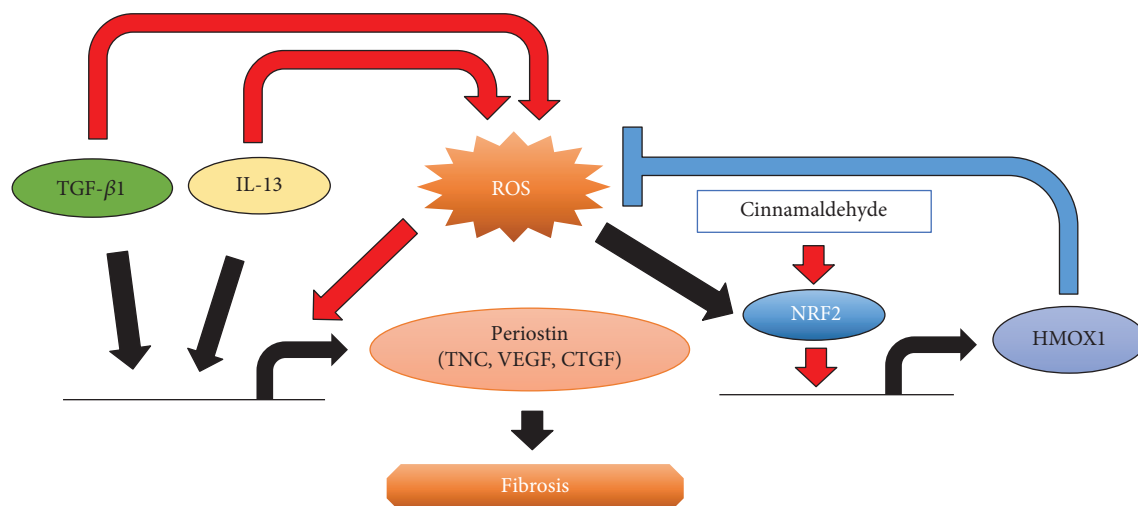 TGF-β1
IL-13
ROS
Cinnamaldehyde
NRF2
HMOX1
Periostin
(TNC, VEGF, CTGF)
Fibrosis